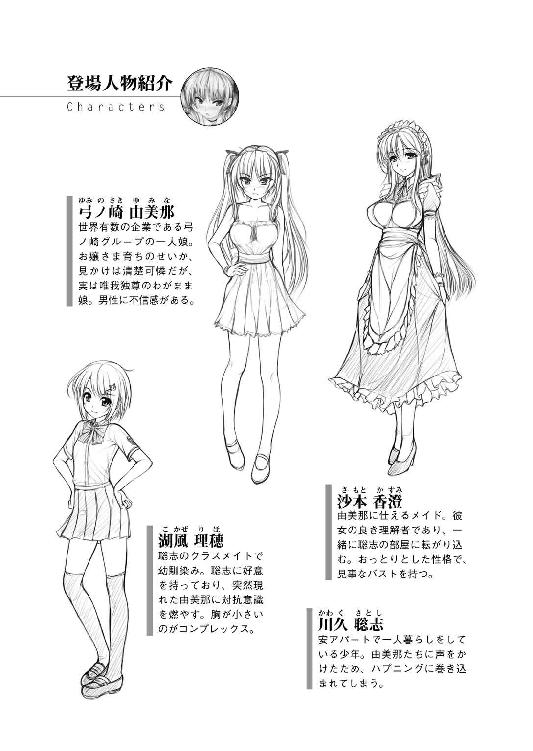 登場人物紹介
Characters
ゆみのさき ゆみな
弓ノ崎 由美那
世界有数の企業である弓
ノ崎グループの一人娘。
お嬢さま育ちのせいか、
見かけは清楚可憐だが、
実は唯我独尊のわがまま
娘。男性に不信感がある。
さもと かすみ
沙本 香澄
由美那に仕えるメイド。彼
女の良き理解者であり、一
緒に聡志の部屋に転がり込
む。おっとりとした性格で、
見事なバストを持つ。
こかぜ りほ
湖風 理穂
聡志のクラスメイトで
幼馴染み。聡志に好意
を持っており、突然現
れた由美那に対抗意識
を燃やす。胸が小さい
のがコンプレックス。
かわく さとし
川久 聡志
安アパートで一人暮らしをして
いる少年。由美那たちに声をか
けたため、ハプニングに巻き込
まれてしまう。